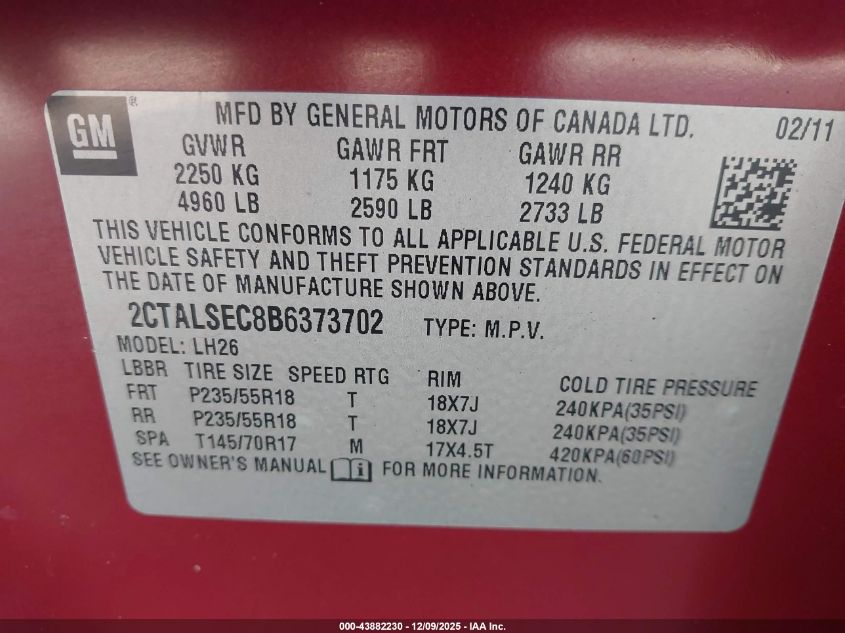 GM ®
MFD BY GENERAL MOTORS OF CANADA LTD. 02/11
GVWR GAWR FRT GAWR RR
2250 KG 1175 KG 1240 KG
4960 LB 2590 LB 2733 LB
THIS VEHICLE CONFORMS TO ALL APPLICABLE U.S. FEDERAL MOTOR
VEHICLE SAFETY AND THEFT PREVENTION STANDARDS IN EFFECT ON
THE DATE OF MANUFACTURE SHOWN ABOVE.
2CTALSEC8B6373702 TYPE: M.P.V.
MODEL: LH26
LBBR TIRE SIZE SPEED RTG RIM COLD TIRE PRESSURE
FRT P235/55R18 T 18X7J 240KPA(35PSI)
RR P235/55R18 T 18X7J 240KPA(35PSI)
SPA T145/70R17 M 17X4.5T 420KPA(60PSI)
SEE OWNER'S MANUAL i FOR MORE INFORMATION.
000-43882230 - 12/09/2025 - IAA Inc.